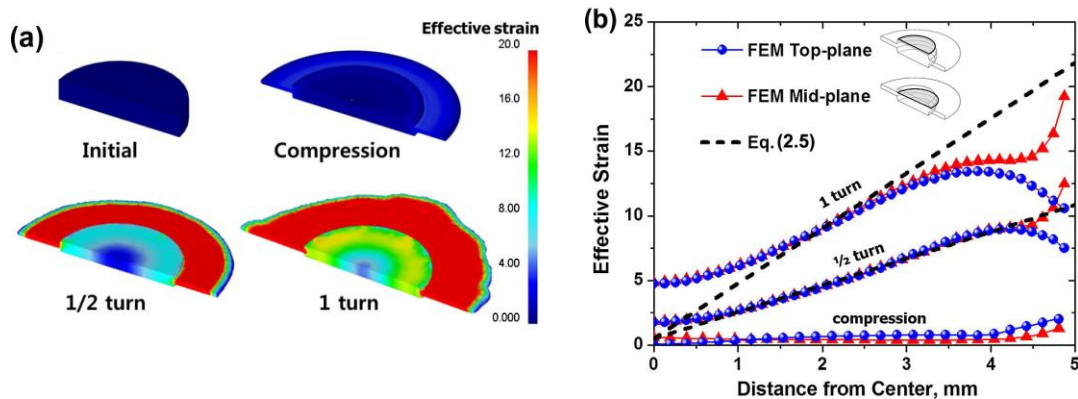 (a)
Effective strain
20.0
16.0
12.0
8.00
4.00
0.000
Initial
Compression
1/2 turn
1 turn
(b)
25
20
15
10
5
0
Effective Strain
FEM Top-plane
FEM Mid-plane
Eq. (2.5)
1 turn
½ turn
compression
0 1 2 3 4 5
Distance from Center, mm